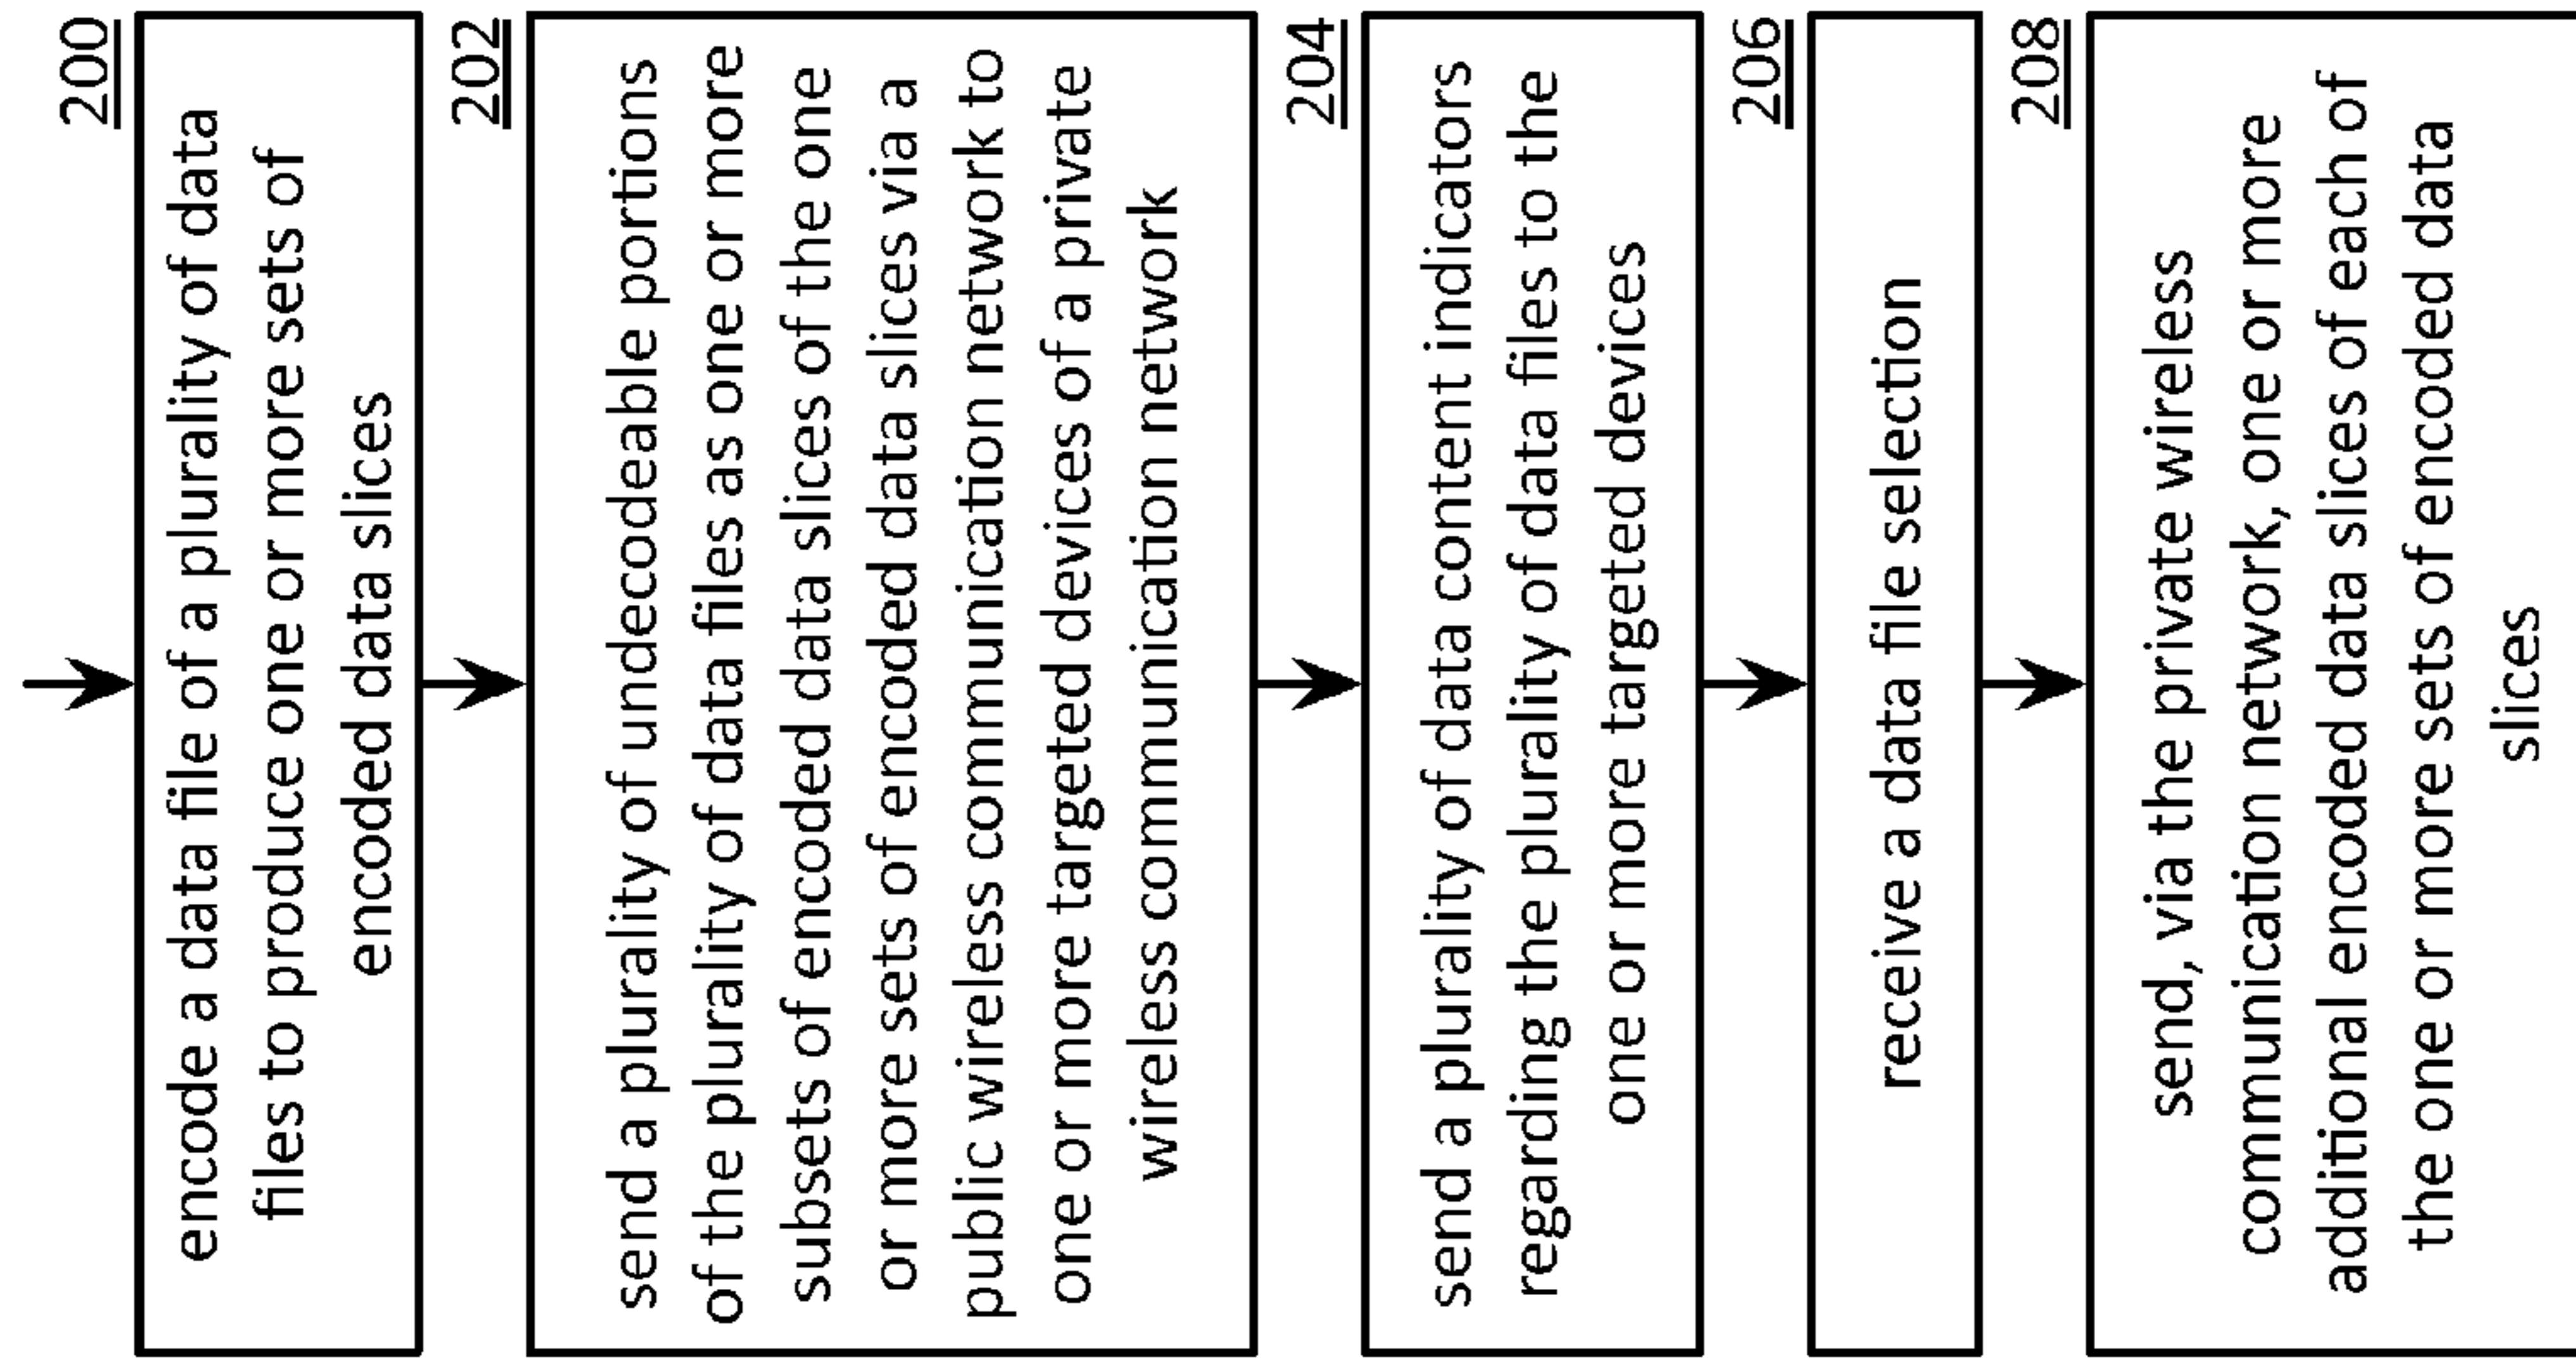 200
encode a data file of a plurality of data
files to produce one or more sets of
encoded data slices
202
send a plurality of undecodeable portions
of the plurality of data files as one or more
subsets of encoded data slices of the one
or more sets of encoded data slices via a
public wireless communication network to
one or more targeted devices of a private
wireless communication network
204
send a plurality of data content indicators
regarding the plurality of data files to the
one or more targeted devices
206
receive a data file selection
208
send, via the private wireless
communication network, one or more
additional encoded data slices of each of
the one or more sets of encoded data
slices